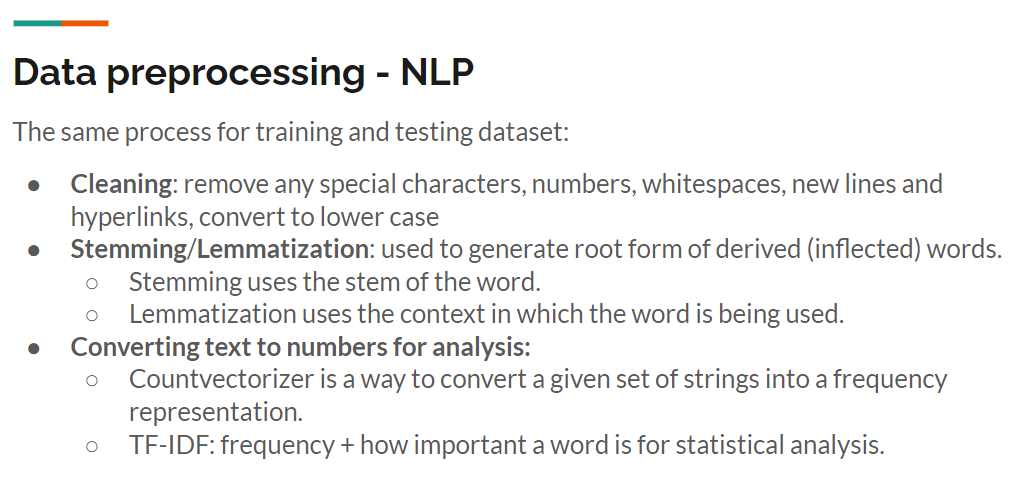 Data preprocessing - NLP
The same process for training and testing dataset:
● Cleaning: remove any special characters, numbers, whitespaces, new lines and
hyperlinks, convert to lower case
● Stemming/Lemmatization: used to generate root form of derived (inflected) words.
○ Stemming uses the stem of the word.
○ Lemmatization uses the context in which the word is being used.
● Converting text to numbers for analysis:
○ Countvectorizer is a way to convert a given set of strings into a frequency
representation.
○ TF-IDF: frequency + how important a word is for statistical analysis.